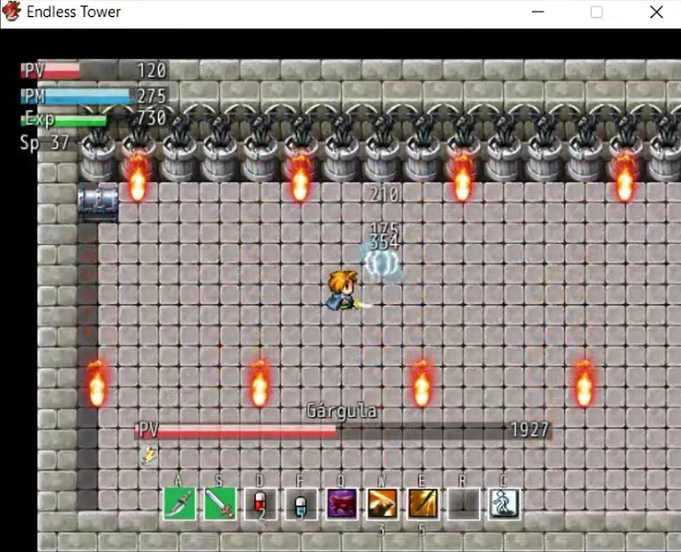 Endless Tower
PV 120
PM 275
Exp 730
Sp 37
210
175
354
Gárgula
PV 1927
A S D F Q W E R C
2
3 5